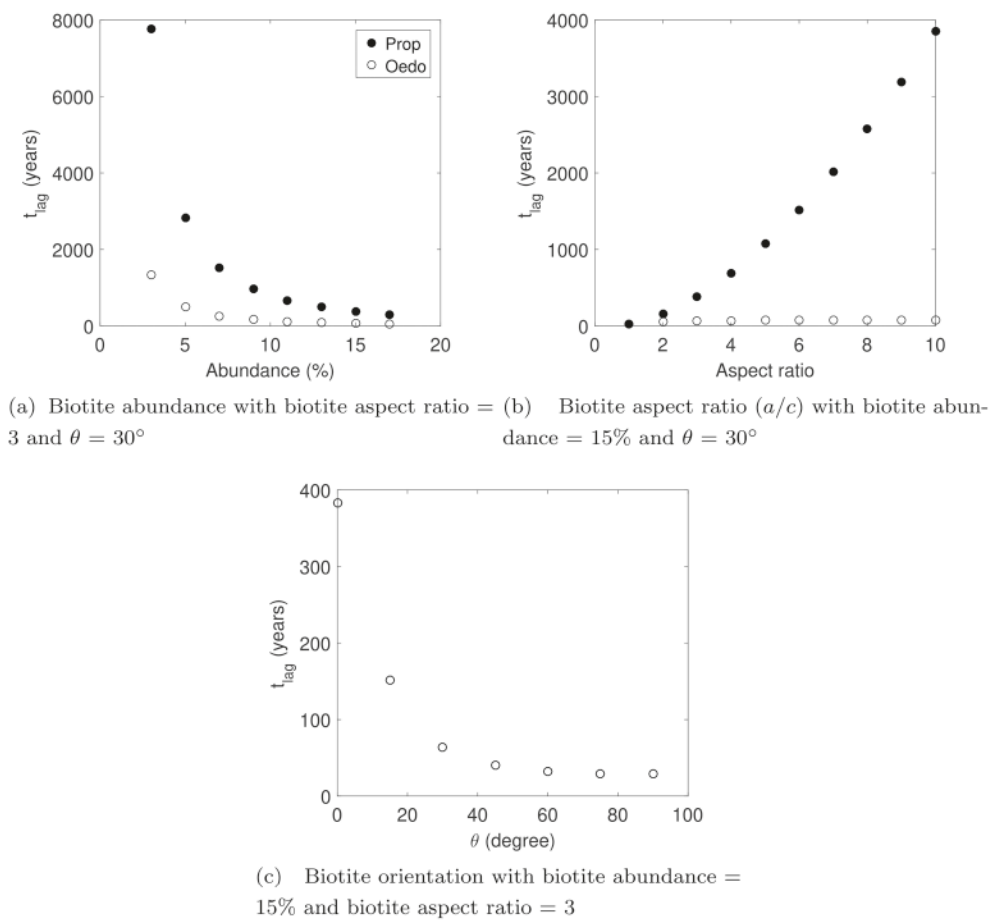 8000
6000
4000
2000
0
t_lag (years)
0 5 10 15 20
Abundance (%)
Prop
Oedo
4000
3000
2000
1000
0
t_lag (years)
0 2 4 6 8 10
Aspect ratio
(a) Biotite abundance with biotite aspect ratio =
3 and θ = 30°
(b) Biotite aspect ratio (a/c) with biotite abun-
dance = 15% and θ = 30°
400
300
200
100
0
t_lag (years)
0 20 40 60 80 100
θ (degree)
(c) Biotite orientation with biotite abundance =
15% and biotite aspect ratio = 3